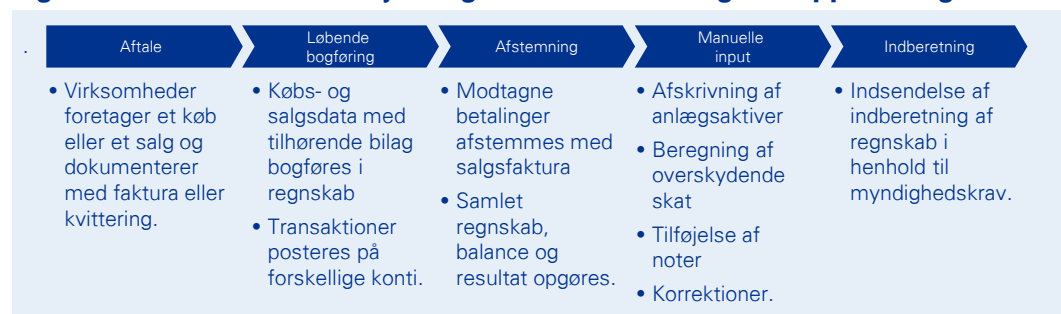 .
Aftale
Løbende
bogføring
Afstemning
Manuelle
input
Indberetning
• Virksomheder
foretager et køb
eller et salg og
dokumenterer
med faktura eller
kvittering.
• Købs- og
salgsdata med
tilhørende bilag
bogføres i
regnskab
• Transaktioner
posteres på
forskellige konti.
• Modtagne
betalinger
afstemmes med
salgsfaktura
• Samlet
regnskab,
balance og
resultat opgøres.
• Afskrivning af
anlægsaktiver
• Beregning af
overskydende
skat
• Tilføjelse af
noter
• Korrektioner.
• Indsendelse af
indberetning af
regnskab i
henhold til
myndighedskrav.